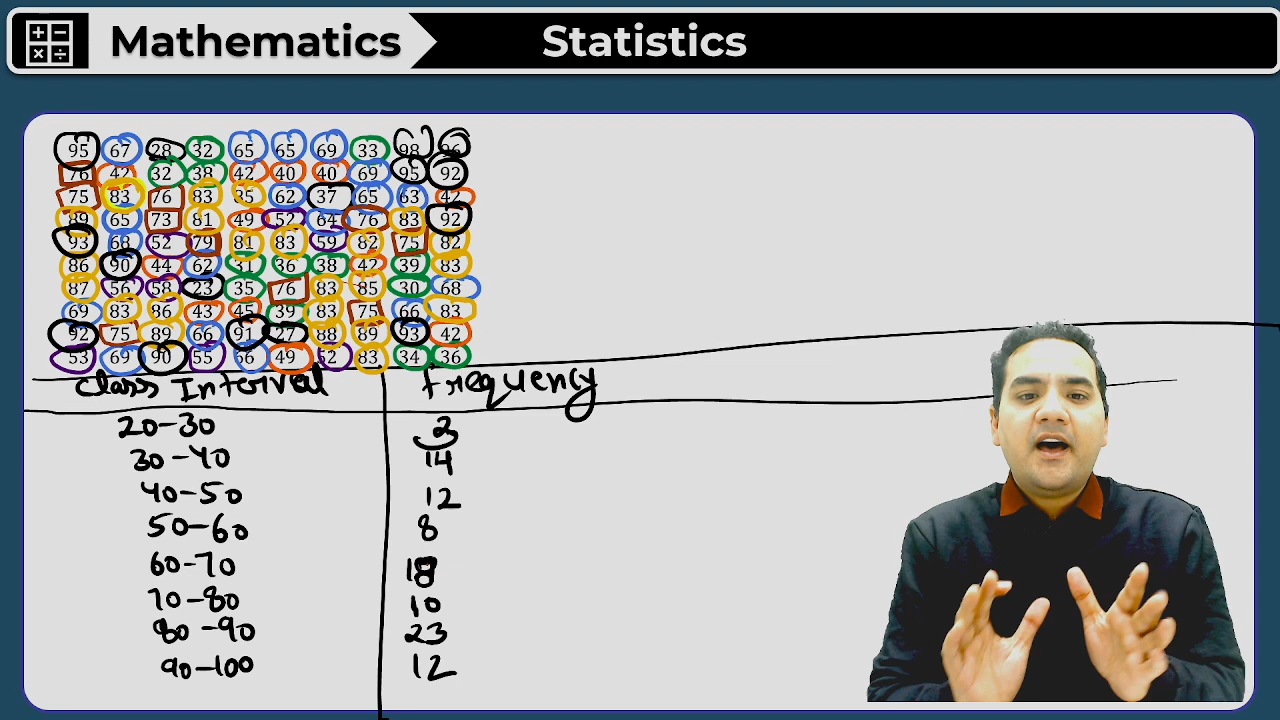 Mathematics
Statistics
95 67 28 32 65 65 69 33 98 96
76 42 32 38 42 40 40 69 95 92
75 83 76 83 85 62 37 65 63 42
89 65 73 81 49 52 64 76 83 92
93 68 52 79 81 83 59 82 75 82
86 90 44 62 31 36 38 42 39 83
87 56 58 23 35 76 83 85 30 68
69 83 86 43 45 39 83 75 66 83
92 75 89 66 91 27 88 89 93 42
53 69 90 55 66 49 52 83 34 36
Class Interval frequency
20-30 3
30-40 14
40-50 12
50-60 8
60-70 18
70-80 10
80-90 23
90-100 12